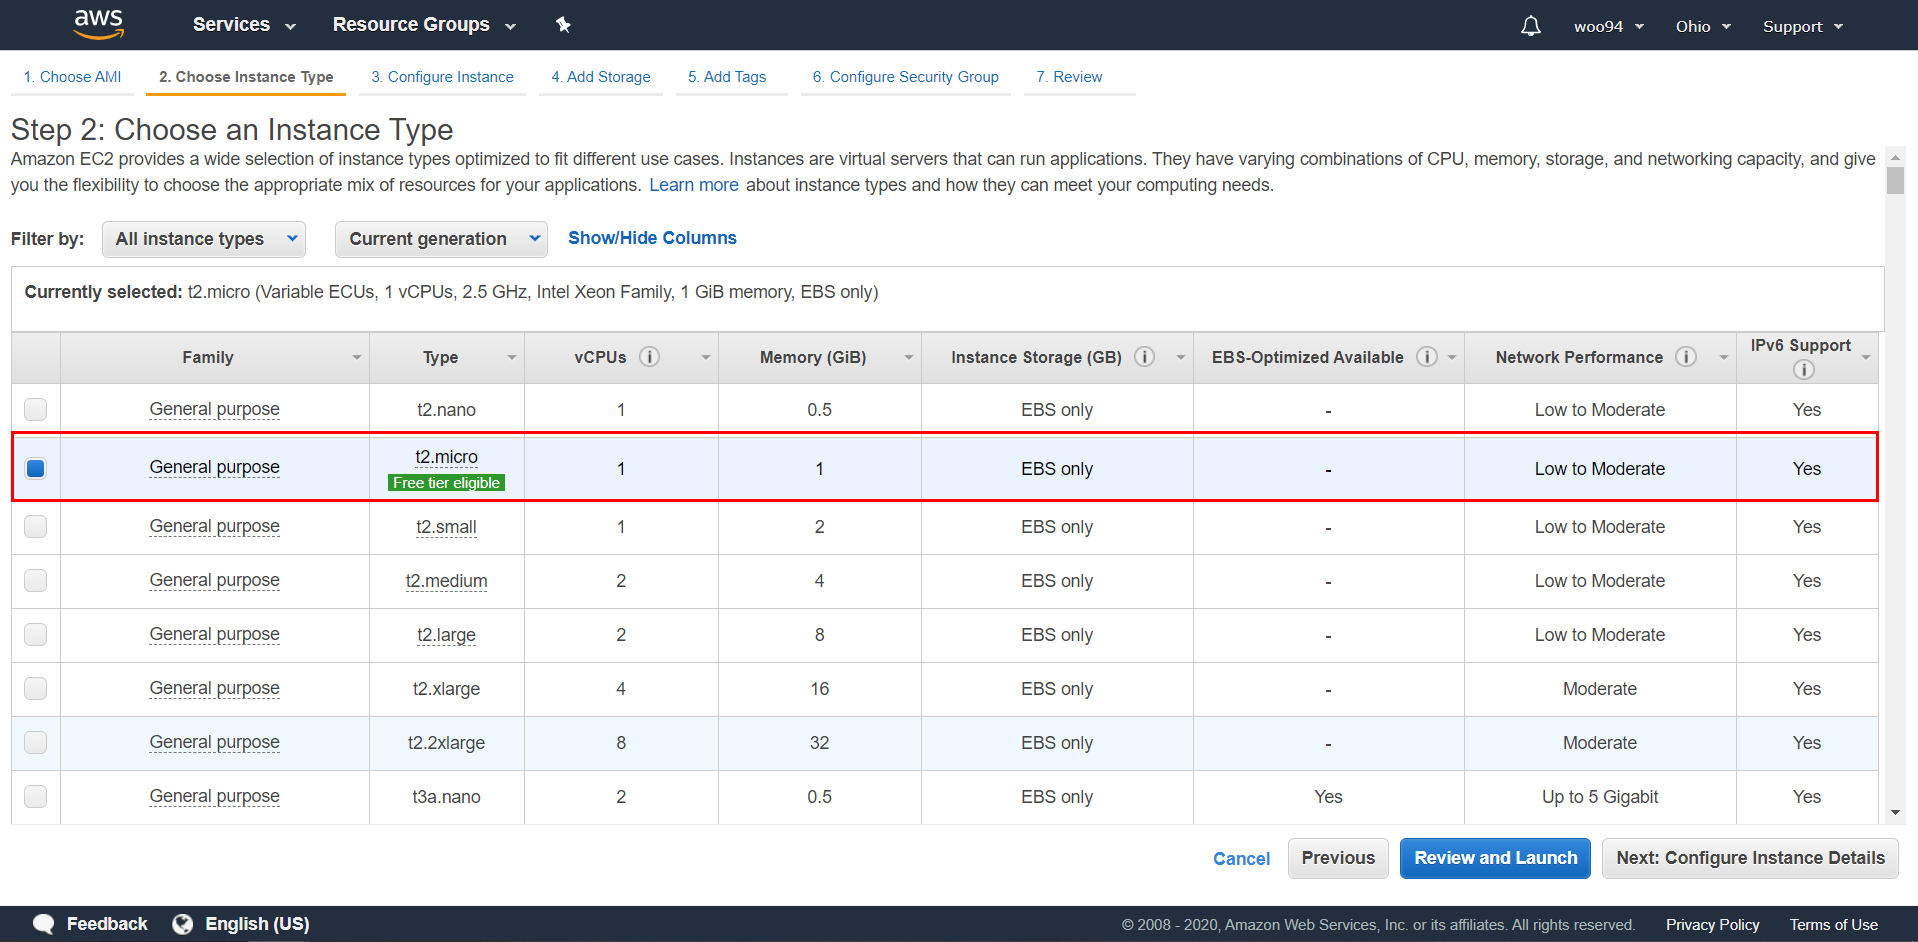 aws Services Resource Groups woo94 Ohio Support
1. Choose AMI 2. Choose Instance Type 3. Configure Instance 4. Add Storage 5. Add Tags 6. Configure Security Group 7. Review
Step 2: Choose an Instance Type
Amazon EC2 provides a wide selection of instance types optimized to fit different use cases. Instances are virtual servers that can run applications. They have varying combinations of CPU, memory, storage, and networking capacity, and give
you the flexibility to choose the appropriate mix of resources for your applications. Learn more about instance types and how they can meet your computing needs.
Filter by: All instance types Current generation Show/Hide Columns
Currently selected: t2.micro (Variable ECUs, 1 vCPUs, 2.5 GHz, Intel Xeon Family, 1 GiB memory, EBS only)
Family Type vCPUs i Memory (GiB) Instance Storage (GB) i EBS-Optimized Available i Network Performance i IPv6 Support i
General purpose t2.nano 1 0.5 EBS only - Low to Moderate Yes
General purpose t2.micro 1 1 EBS only - Low to Moderate Yes
Free tier eligible
General purpose t2.small 1 2 EBS only - Low to Moderate Yes
General purpose t2.medium 2 4 EBS only - Low to Moderate Yes
General purpose t2.large 2 8 EBS only - Low to Moderate Yes
General purpose t2.xlarge 4 16 EBS only - Moderate Yes
General purpose t2.2xlarge 8 32 EBS only - Moderate Yes
General purpose t3a.nano 2 0.5 EBS only Yes Up to 5 Gigabit Yes
Cancel Previous Review and Launch Next: Configure Instance Details
Feedback English (US) © 2008 - 2020, Amazon Web Services, Inc. or its affiliates. All rights reserved. Privacy Policy Terms of Use